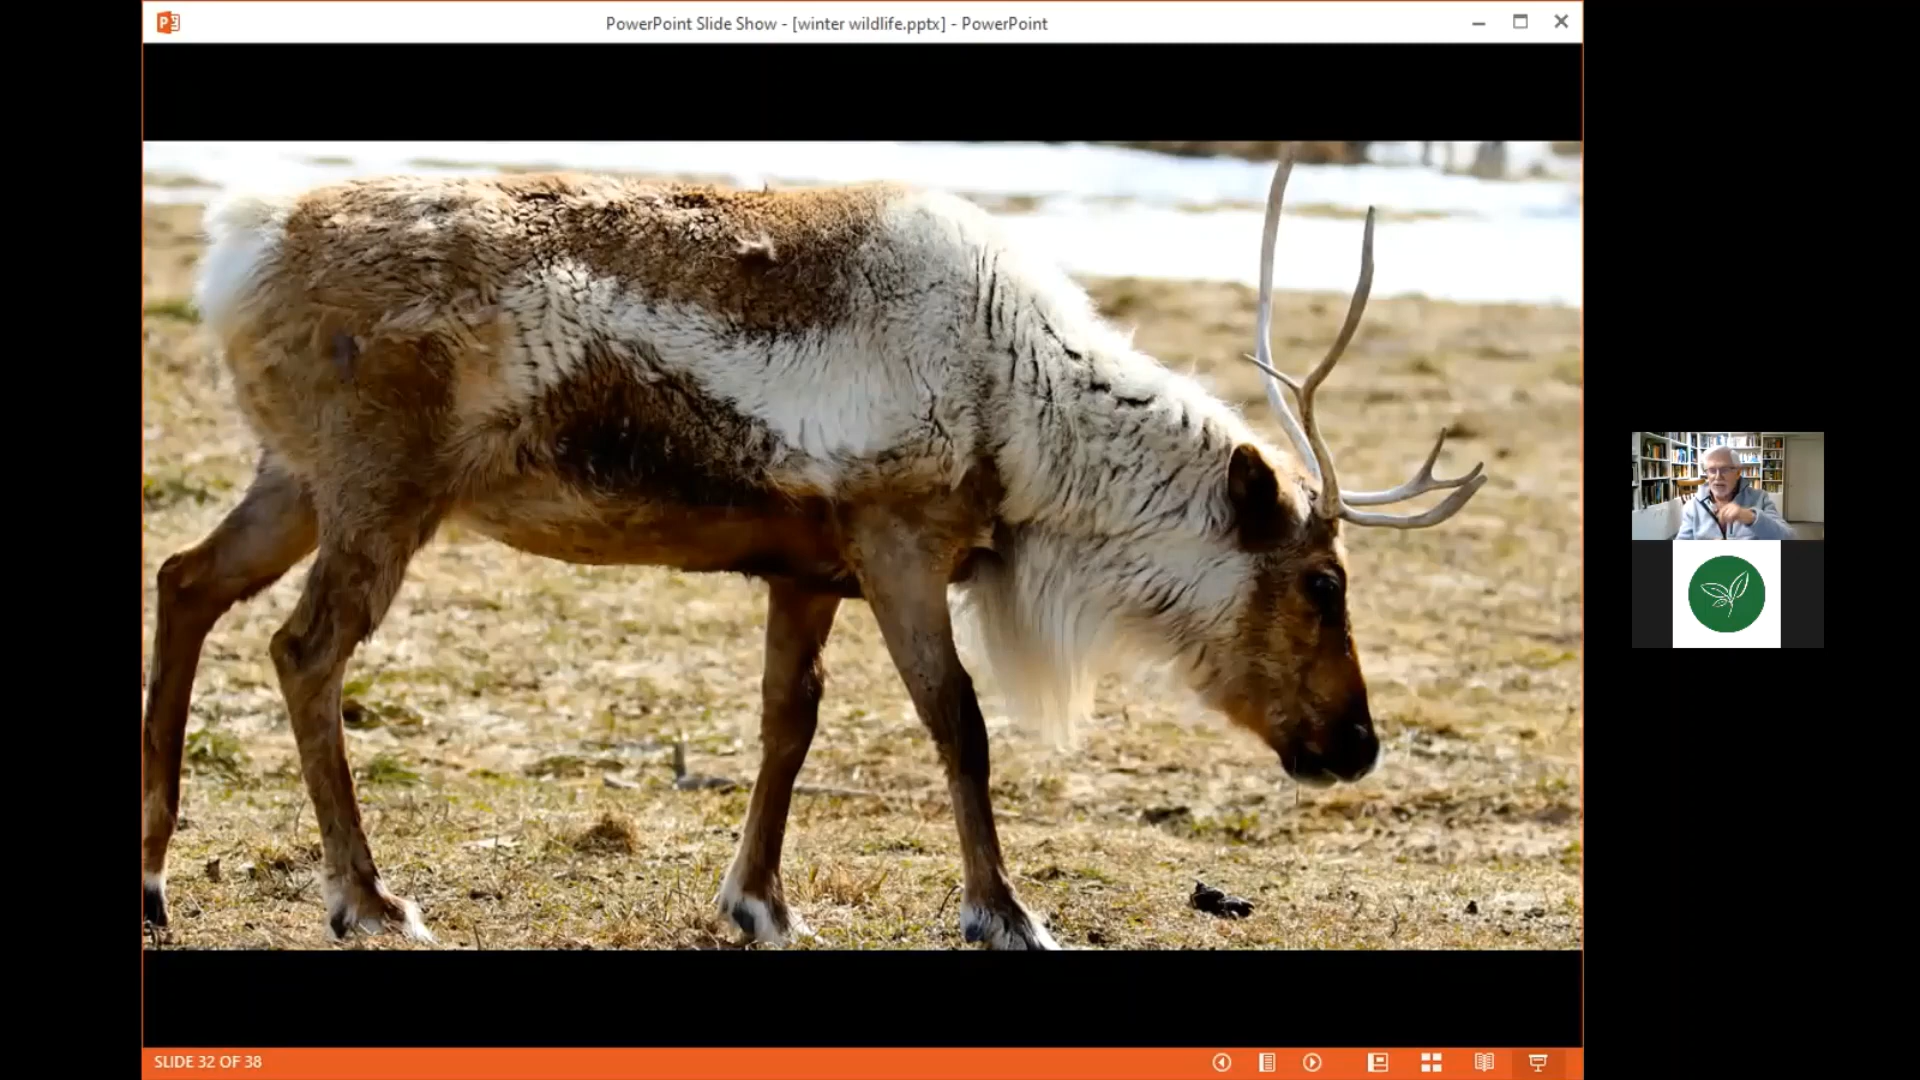 PowerPoint Slide Show - [winter wildlife.pptx] - PowerPoint
SLIDE 32 OF 38